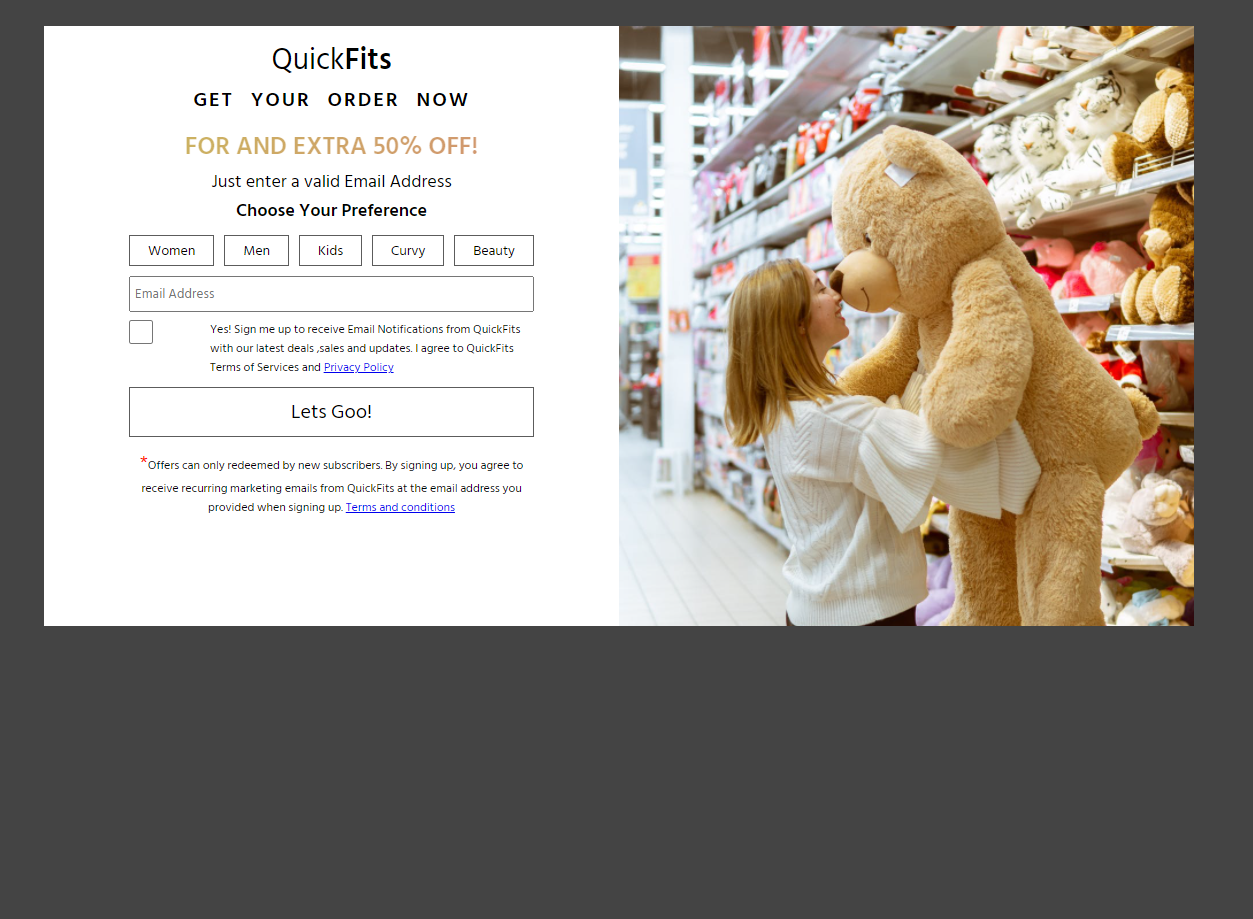 QuickFits
GET YOUR ORDER NOW
FOR AND EXTRA 50% OFF!
Just enter a valid Email Address
Choose Your Preference
Women Men Kids Curvy Beauty
Email Address
Yes! Sign me up to receive Email Notifications from QuickFits
with our latest deals ,sales and updates. I agree to QuickFits
Terms of Services and Privacy Policy
Lets Goo!
*Offers can only redeemed by new subscribers. By signing up, you agree to
receive recurring marketing emails from QuickFits at the email address you
provided when signing up. Terms and conditions